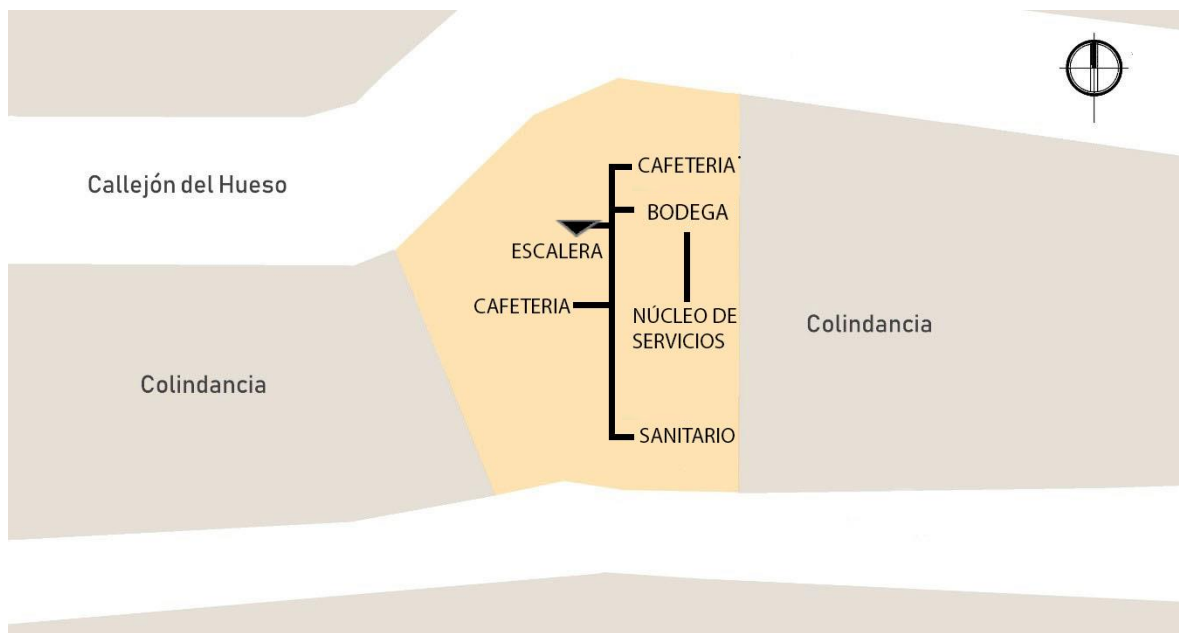 CAFETERIA
Callejón del Hueso
BODEGA
ESCALERA
CAFETERIA
NÚCLEO DE
SERVICIOS
Colindancia
Colindancia
SANITARIO